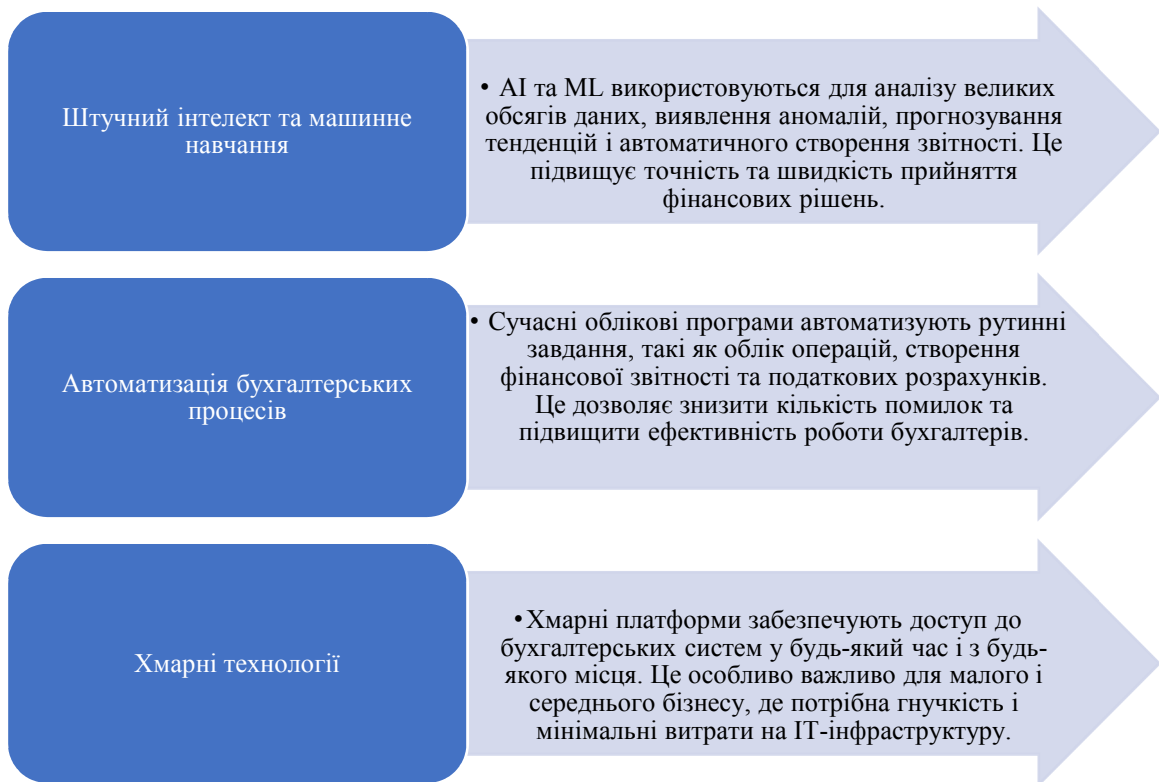 Штучний інтелект та машинне
навчання
• AI та ML використовуються для аналізу великих
обсягів даних, виявлення аномалій, прогнозування
тенденцій і автоматичного створення звітності. Це
підвищує точність та швидкість прийняття
фінансових рішень.
Автоматизація бухгалтерських
процесів
• Сучасні облікові програми автоматизують рутинні
завдання, такі як облік операцій, створення
фінансової звітності та податкових розрахунків.
Це дозволяє знизити кількість помилок та
підвищити ефективність роботи бухгалтерів.
Хмарні технології
•Хмарні платформи забезпечують доступ до
бухгалтерських систем у будь-який час і з будь-
якого місця. Це особливо важливо для малого і
середнього бізнесу, де потрібна гнучкість і
мінімальні витрати на ІТ-інфраструктуру.